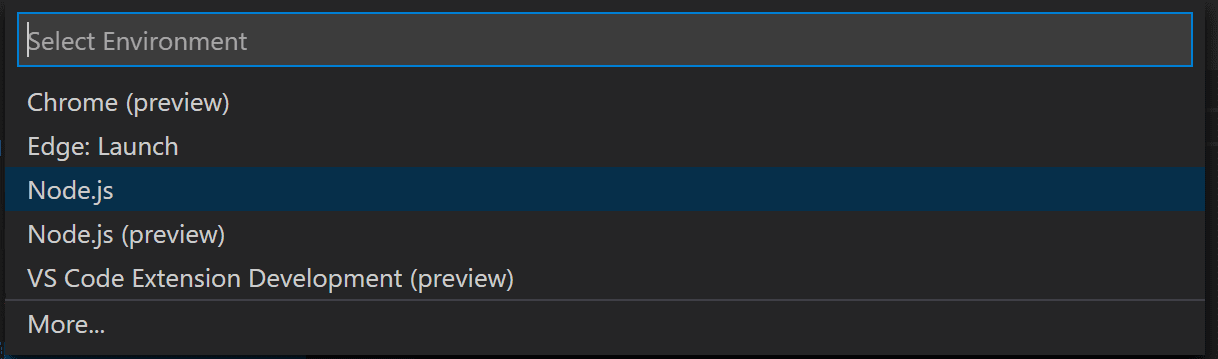 Select Environment
Chrome (preview)
Edge: Launch
Node.js
Node.js (preview)
VS Code Extension Development (preview)
More...